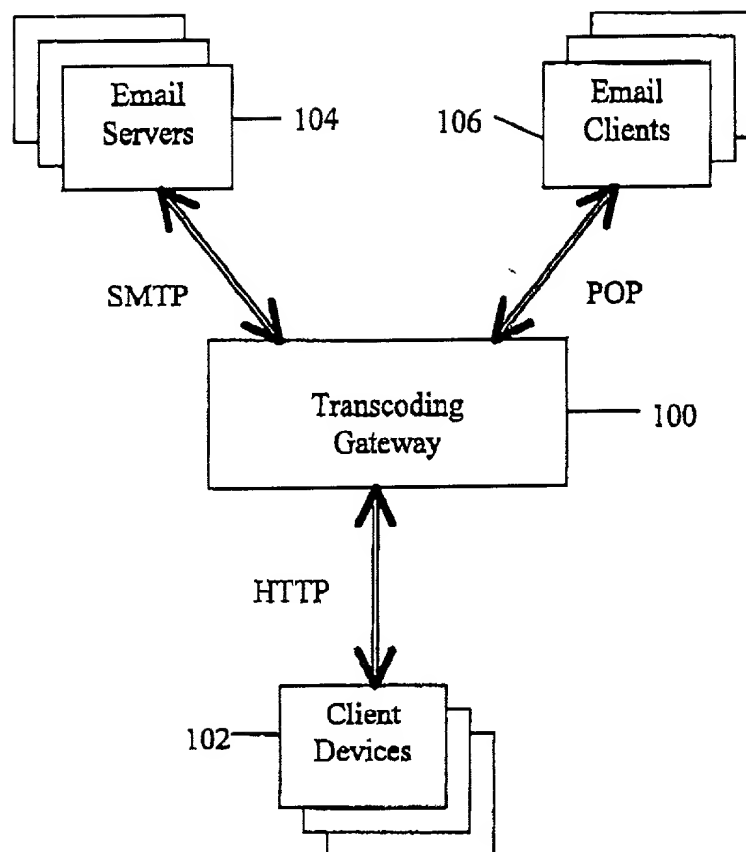 Email
Servers
104
106
Email
Clients
SMTP
POP
Transcoding
Gateway
100
HTTP
102
Client
Devices